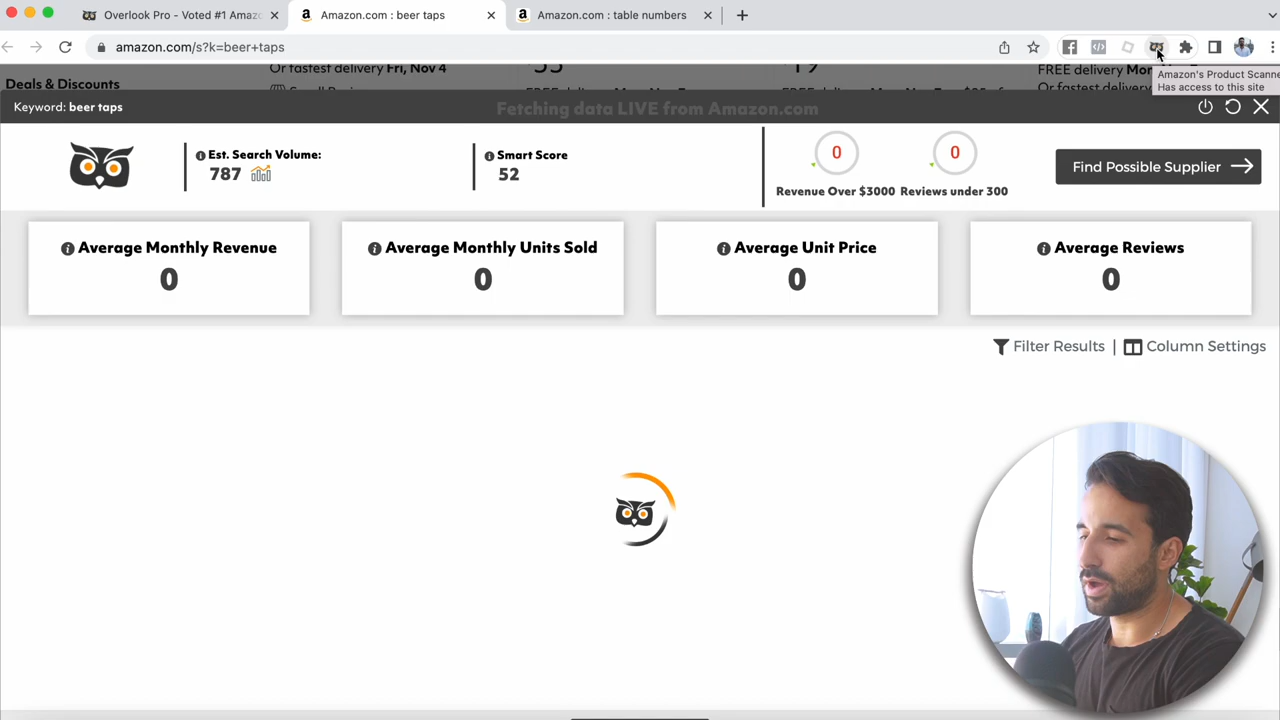 Overlook Pro - Voted #1 Amazo
Amazon.com : beer taps
Amazon.com : table numbers
amazon.com/s?k=beer+taps
Deals & Discounts
Or fastest delivery Fri, Nov 4
FREE delivery
Amazon's Product Scanne
Has access to this site
Keyword: beer taps
Fetching data LIVE from Amazon.com
Est. Search Volume:
787
Smart Score
52
0
0
Revenue Over $3000
Reviews under 300
Find Possible Supplier
Average Monthly Revenue
0
Average Monthly Units Sold
0
Average Unit Price
0
Average Reviews
0
Filter Results | Column Settings